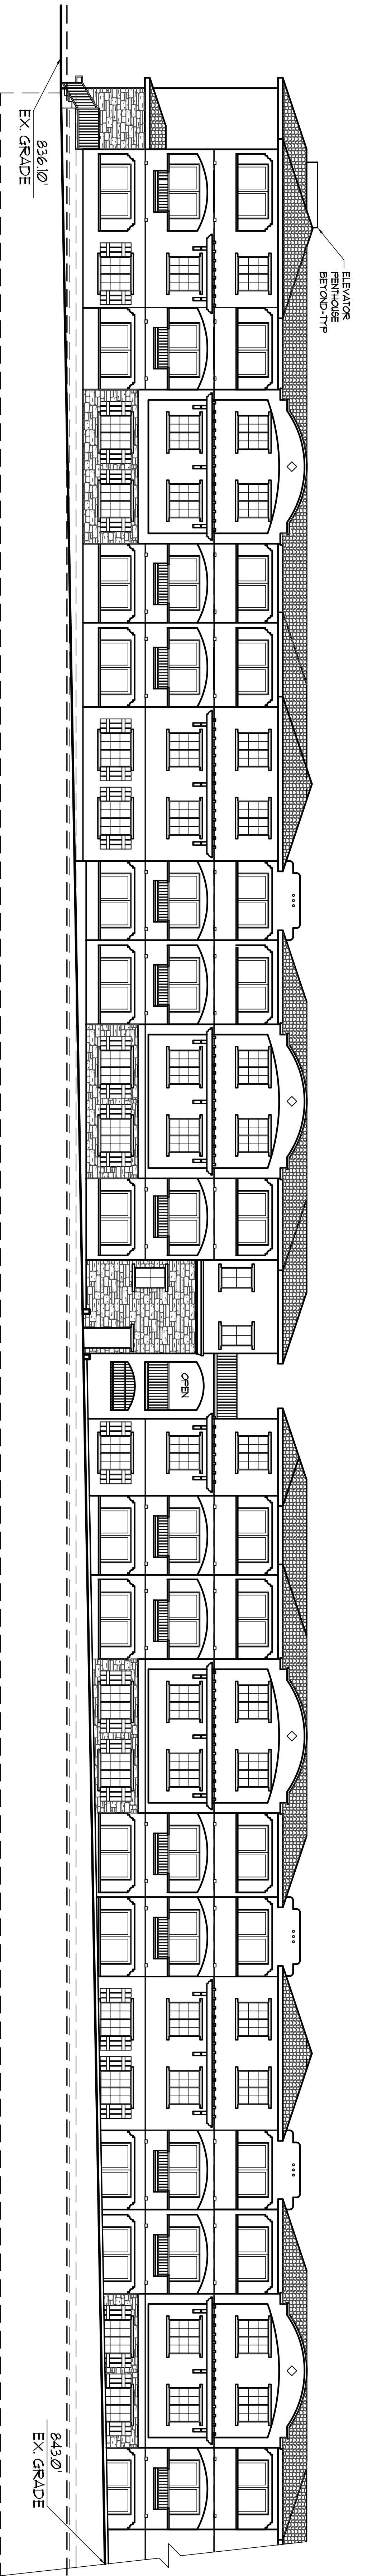 ELEVATOR
PENTHOUSE
BEYOND-TYP
836.10'
EX. GRADE
OPEN
843.0'
EX. GRADE